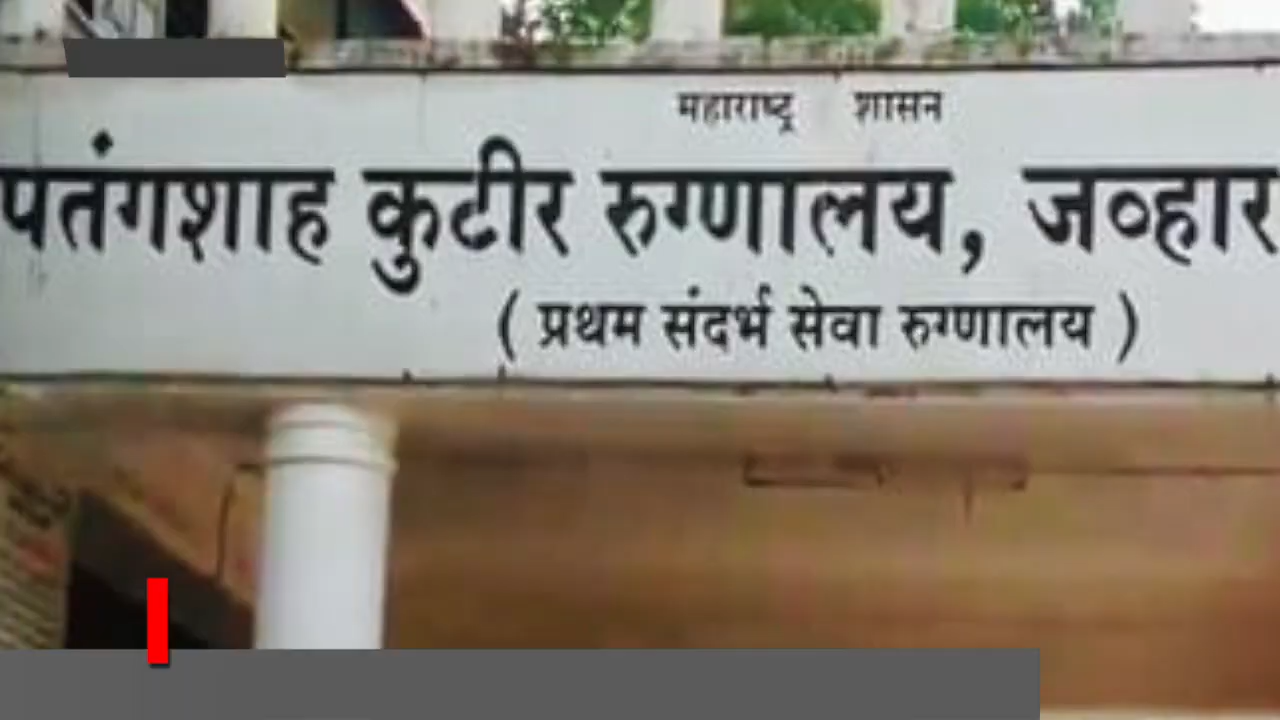 महाराष्ट्र शासन
पतंगशाह कुटीर रुग्णालय, जव्हार
( प्रथम संदर्भ सेवा रुग्णालय )